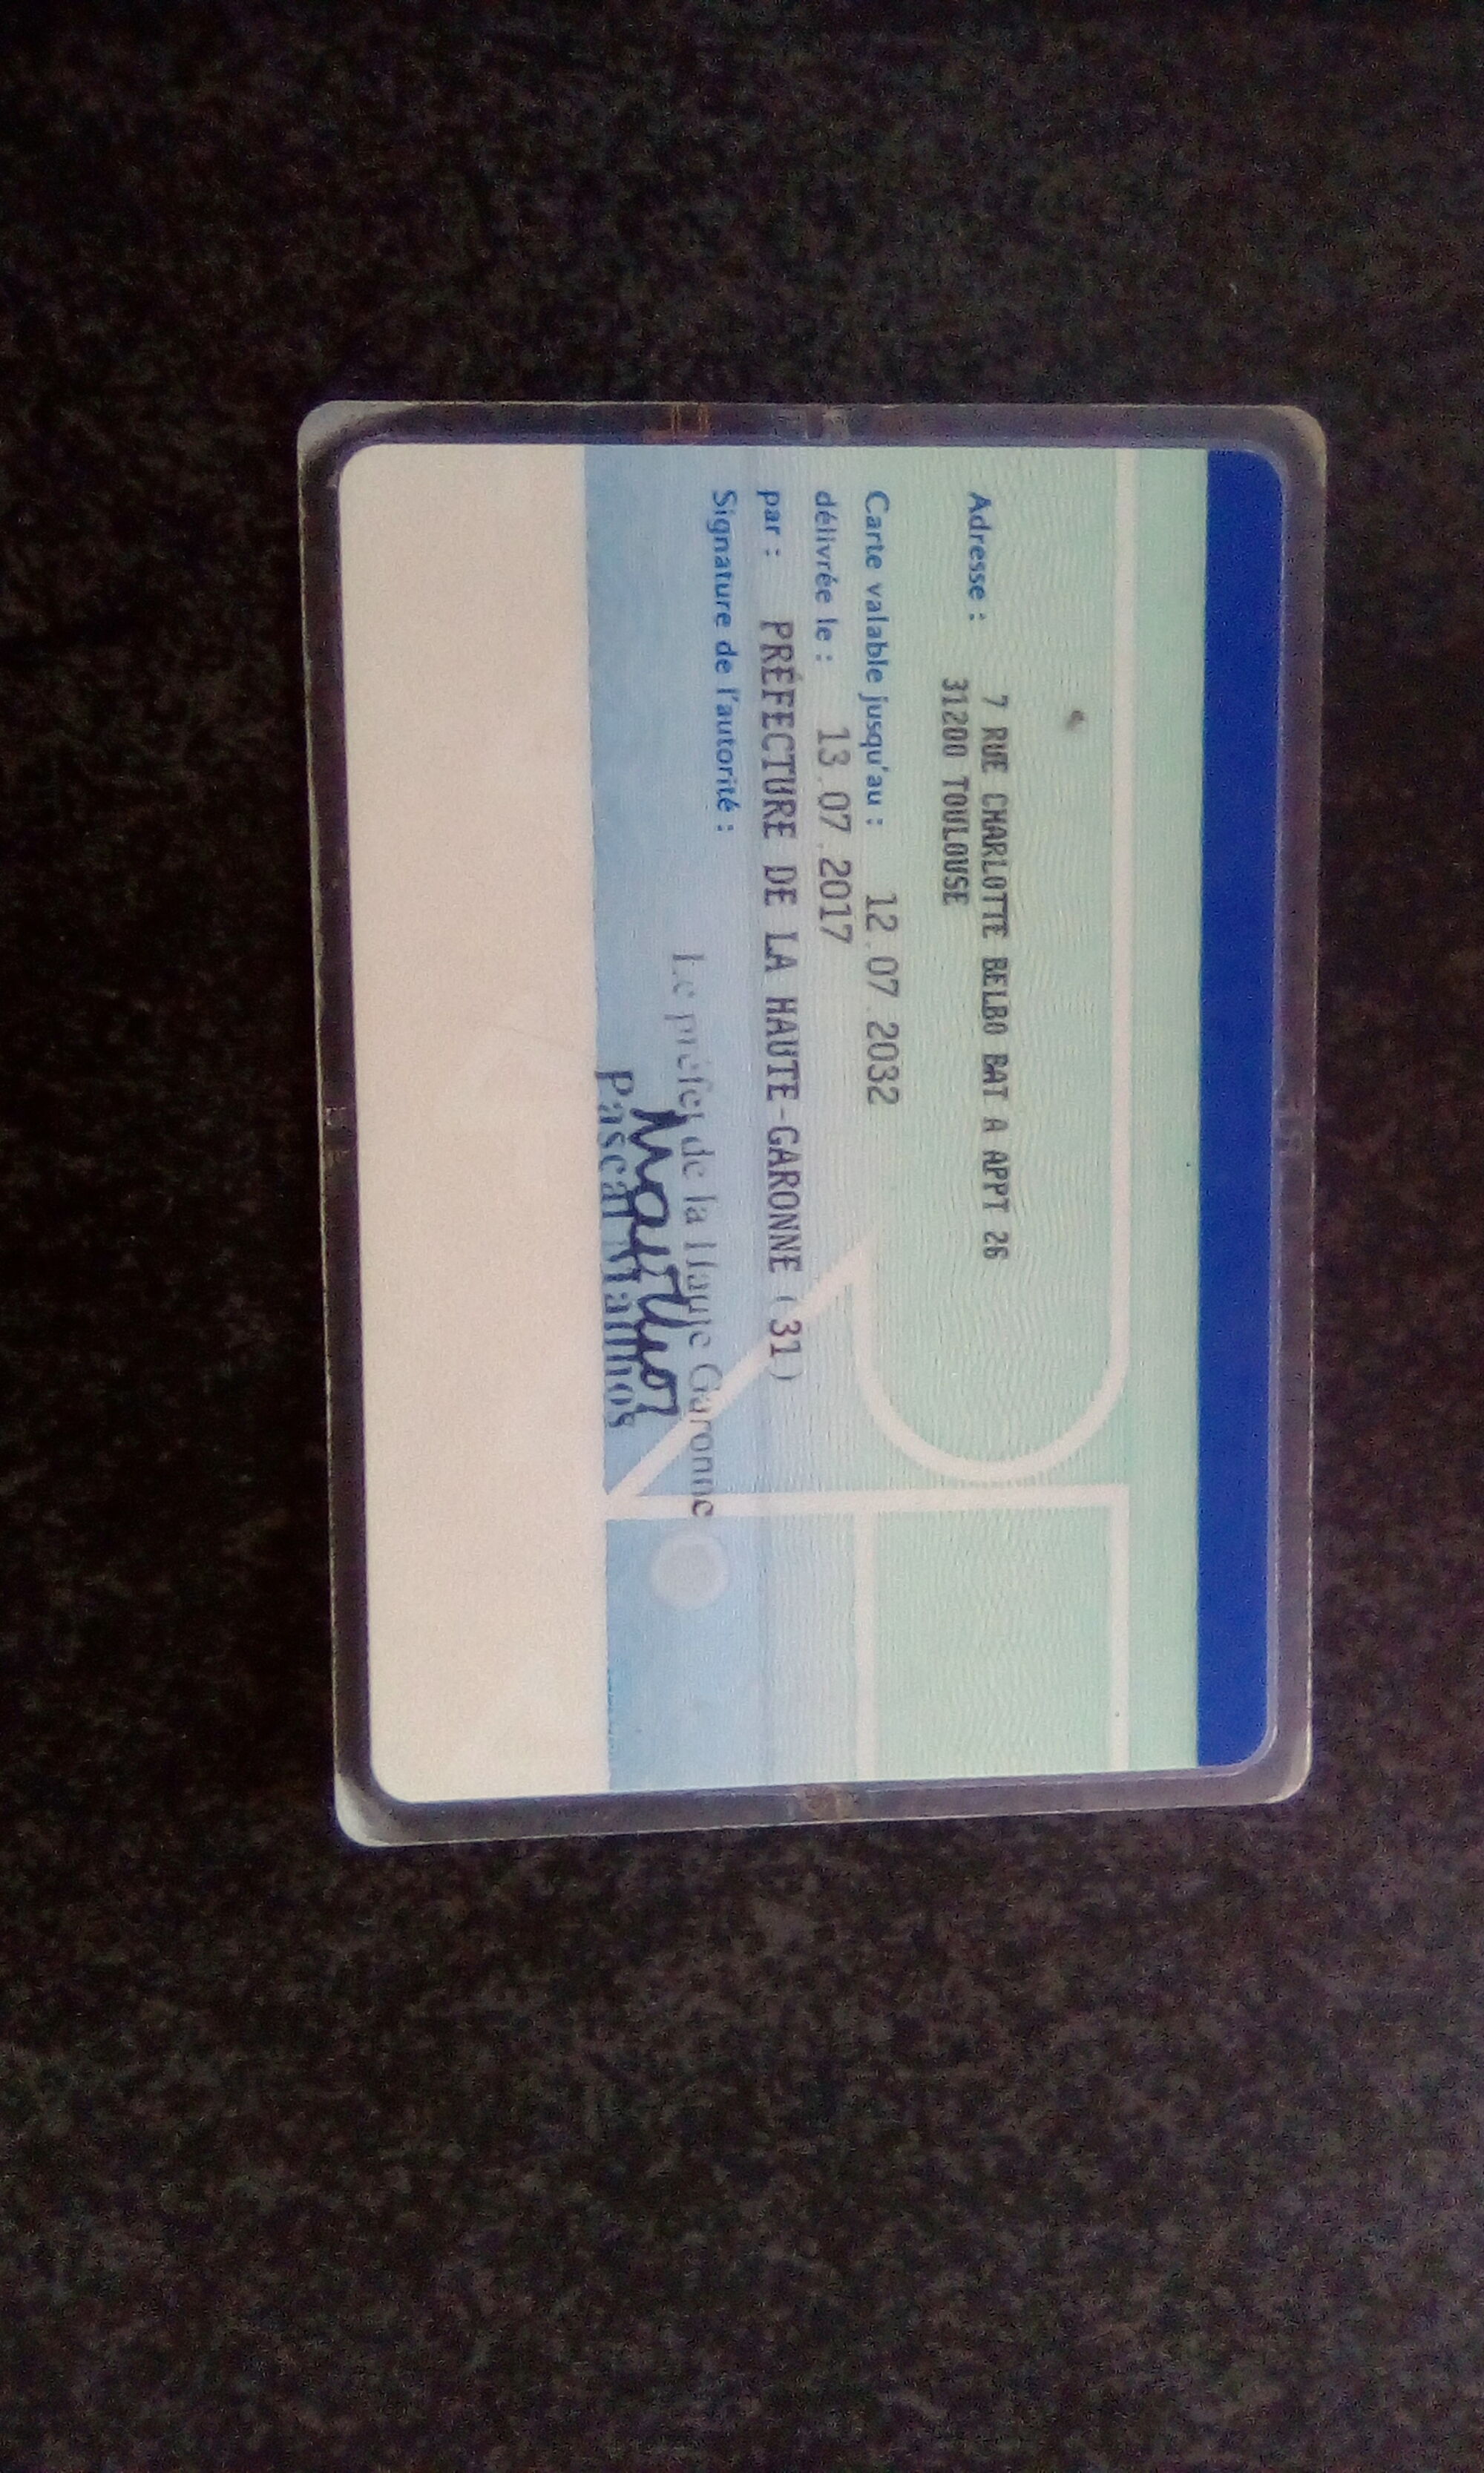 Adresse : 7 RUE CHARLOTTE BELBO BAT A APPT 26
31200 TOULOUSE
Carte valable jusqu'au : 12.07.2032
délivrée le : 13.07.2017
par : PRÉFECTURE DE LA HAUTE-GARONNE (31)
Signature de l'autorité :
Le préfet de la Haute Garonne
Pascal Mailhos